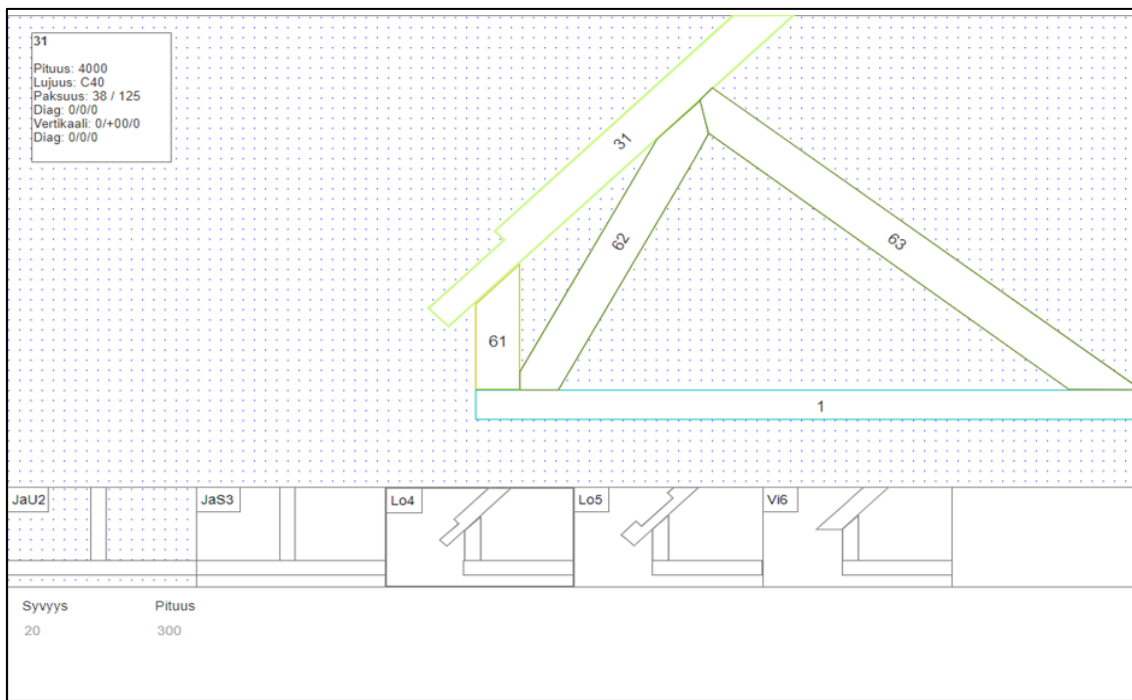 31
Pituus: 4000
Lujuus: C40
Paksuus: 38 / 125
Diag: 0/0/0
Vertikaali: 0/+00/0
Diag: 0/0/0
31
62
63
61
1
JaU2
JaS3
Lo4
Lo5
Vi6
Syvyys Pituus
20 300